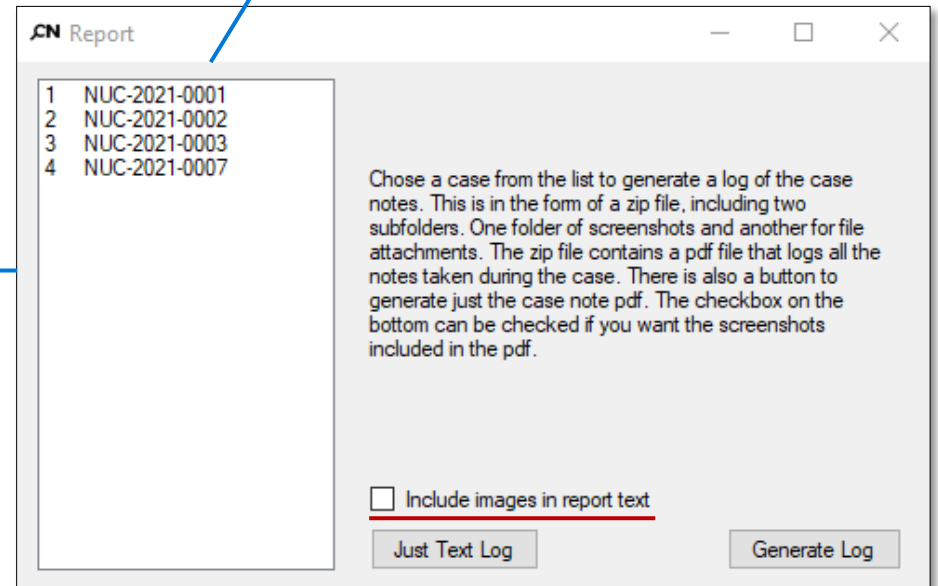 CN Report
1 NUC-2021-0001
2 NUC-2021-0002
3 NUC-2021-0003
4 NUC-2021-0007
Chose a case from the list to generate a log of the case
notes. This is in the form of a zip file, including two
subfolders. One folder of screenshots and another for file
attachments. The zip file contains a pdf file that logs all the
notes taken during the case. There is also a button to
generate just the case note pdf. The checkbox on the
bottom can be checked if you want the screenshots
included in the pdf.
Include images in report text
Just Text Log
Generate Log